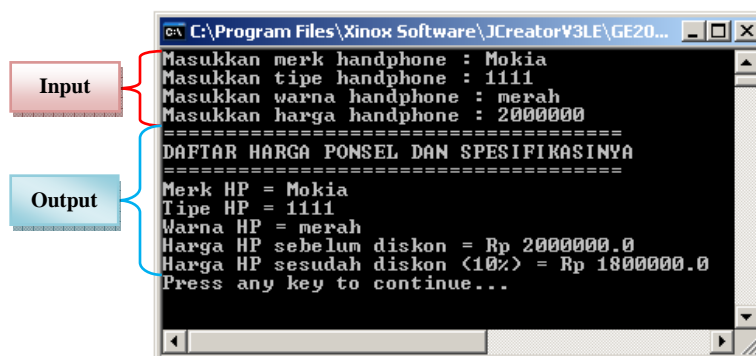 C:\Program Files\Xinox Software\JCreatorV3LE\GE20...
Input
Masukkan merk handphone : Mokia
Masukkan tipe handphone : 1111
Masukkan warna handphone : merah
Masukkan harga handphone : 2000000
=====================================
DAFTAR HARGA PONSEL DAN SPESIFIKASINYA
=====================================
Output
Merk HP = Mokia
Tipe HP = 1111
Warna HP = merah
Harga HP sebelum diskon = Rp 2000000.0
Harga HP sesudah diskon (10%) = Rp 1800000.0
Press any key to continue...